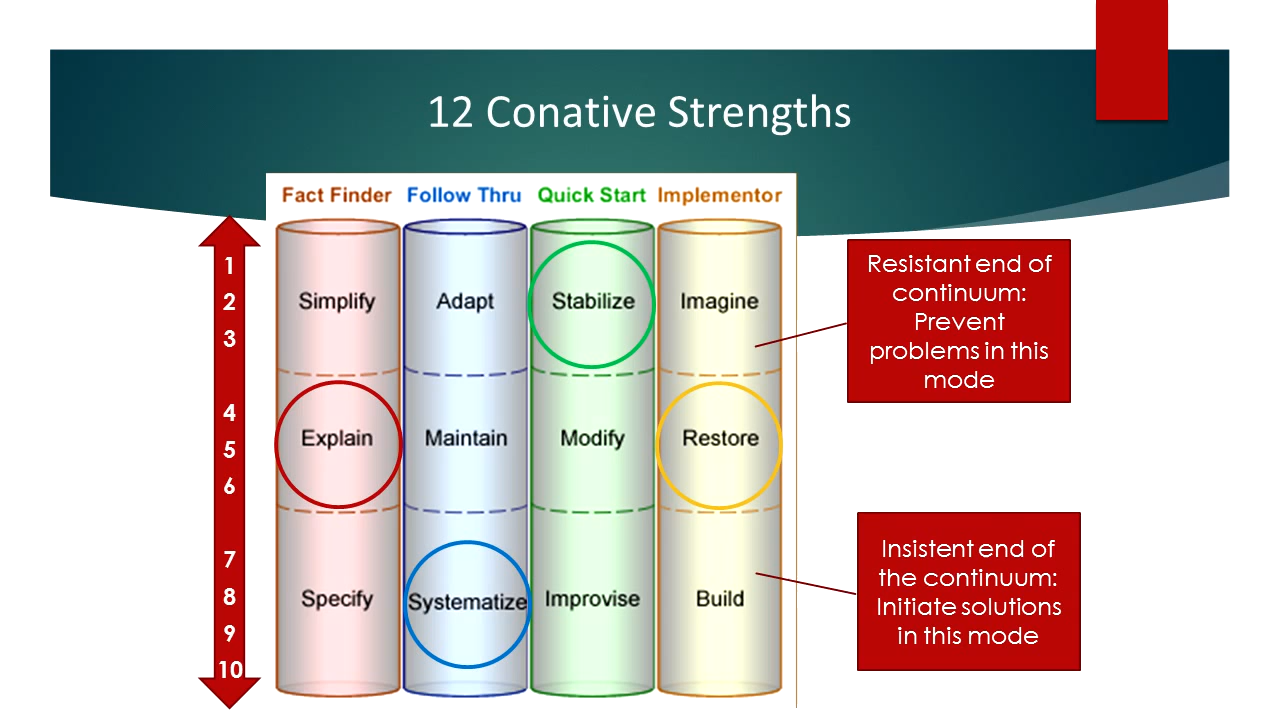 12 Conative Strengths
Fact Finder Follow Thru Quick Start Implementor
1
2
3
4
5
6
7
8
9
10
Simplify Adapt Stabilize Imagine
Explain Maintain Modify Restore
Specify Systematize Improvise Build
Resistant end of
continuum:
Prevent
problems in this
mode
Insistent end of
the continuum:
Initiate solutions
in this mode